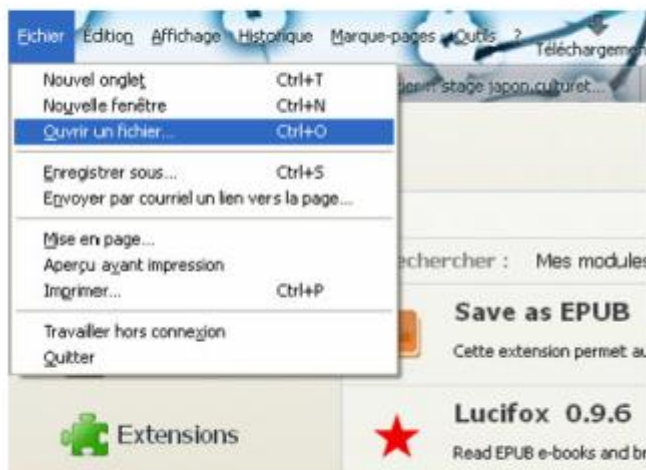 Fichier Edition Affichage Historique Marque-pages Outils ? Téléchargemen
Nouvel onglet Ctrl+T
Nouvelle fenêtre Ctrl+N
stage japon.culturet...
Ouvrir un fichier... Ctrl+O
Enregistrer sous... Ctrl+S
Envoyer par courriel un lien vers la page...
Mise en page...
echercher : Mes modules
Aperçu avant impression
Imprimer... Ctrl+P
Save as EPUB
Travailler hors connexion
Cette extension permet au
Quitter
Lucifox 0.9.6
Extensions
Read EPUB e-books and br